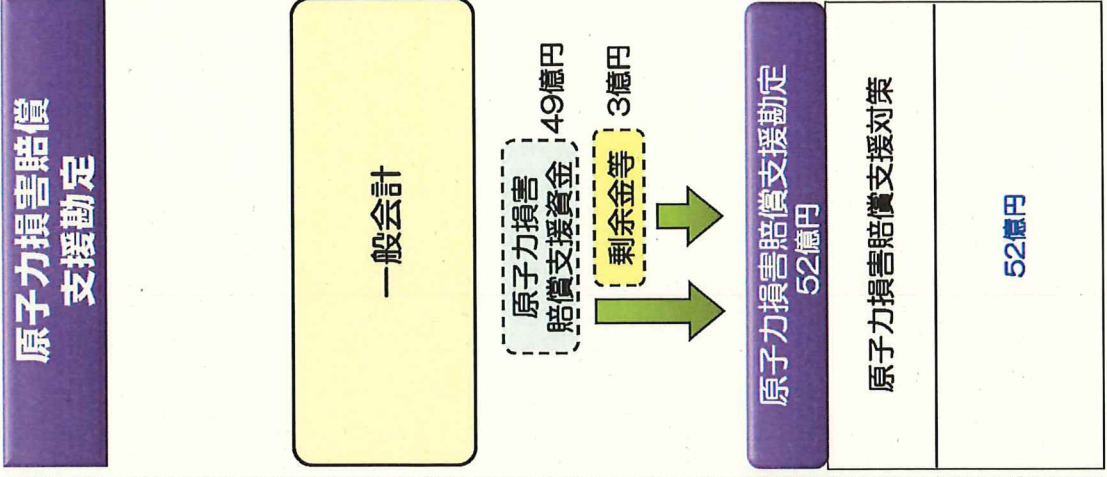 原子力損害賠償
支援勘定
一般会計
原子力損害
賠償支援資金
49億円
剰余金等
3億円
原子力損害賠償支援勘定
52億円
原子力損害賠償支援対策
52億円